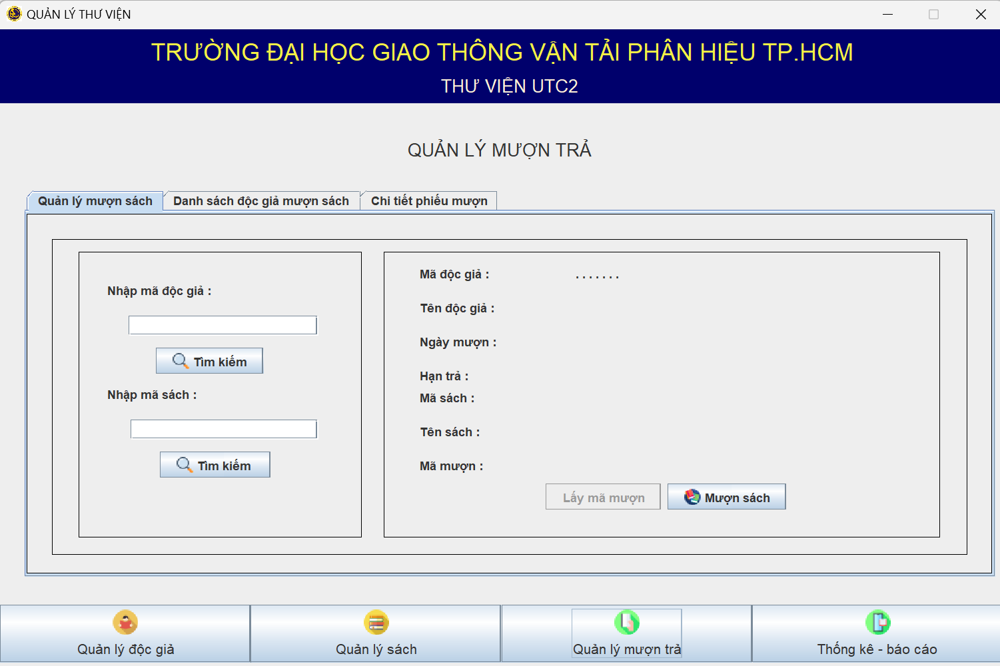 QUẢN LÝ THƯ VIỆN
TRƯỜNG ĐẠI HỌC GIAO THÔNG VẬN TẢI PHÂN HIỆU TP.HCM
THƯ VIỆN UTC2
QUẢN LÝ MƯỢN TRẢ
Quản lý mượn sách
Danh sách độc giả mượn sách
Chi tiết phiếu mượn
Nhập mã độc giả :
Tìm kiếm
Nhập mã sách :
Tìm kiếm
Mã độc giả : .......
Tên độc giả :
Ngày mượn :
Hạn trả :
Mã sách :
Tên sách :
Mã mượn :
Lấy mã mượn
Mượn sách
Quản lý độc giả
Quản lý sách
Quản lý mượn trả
Thống kê - báo cáo